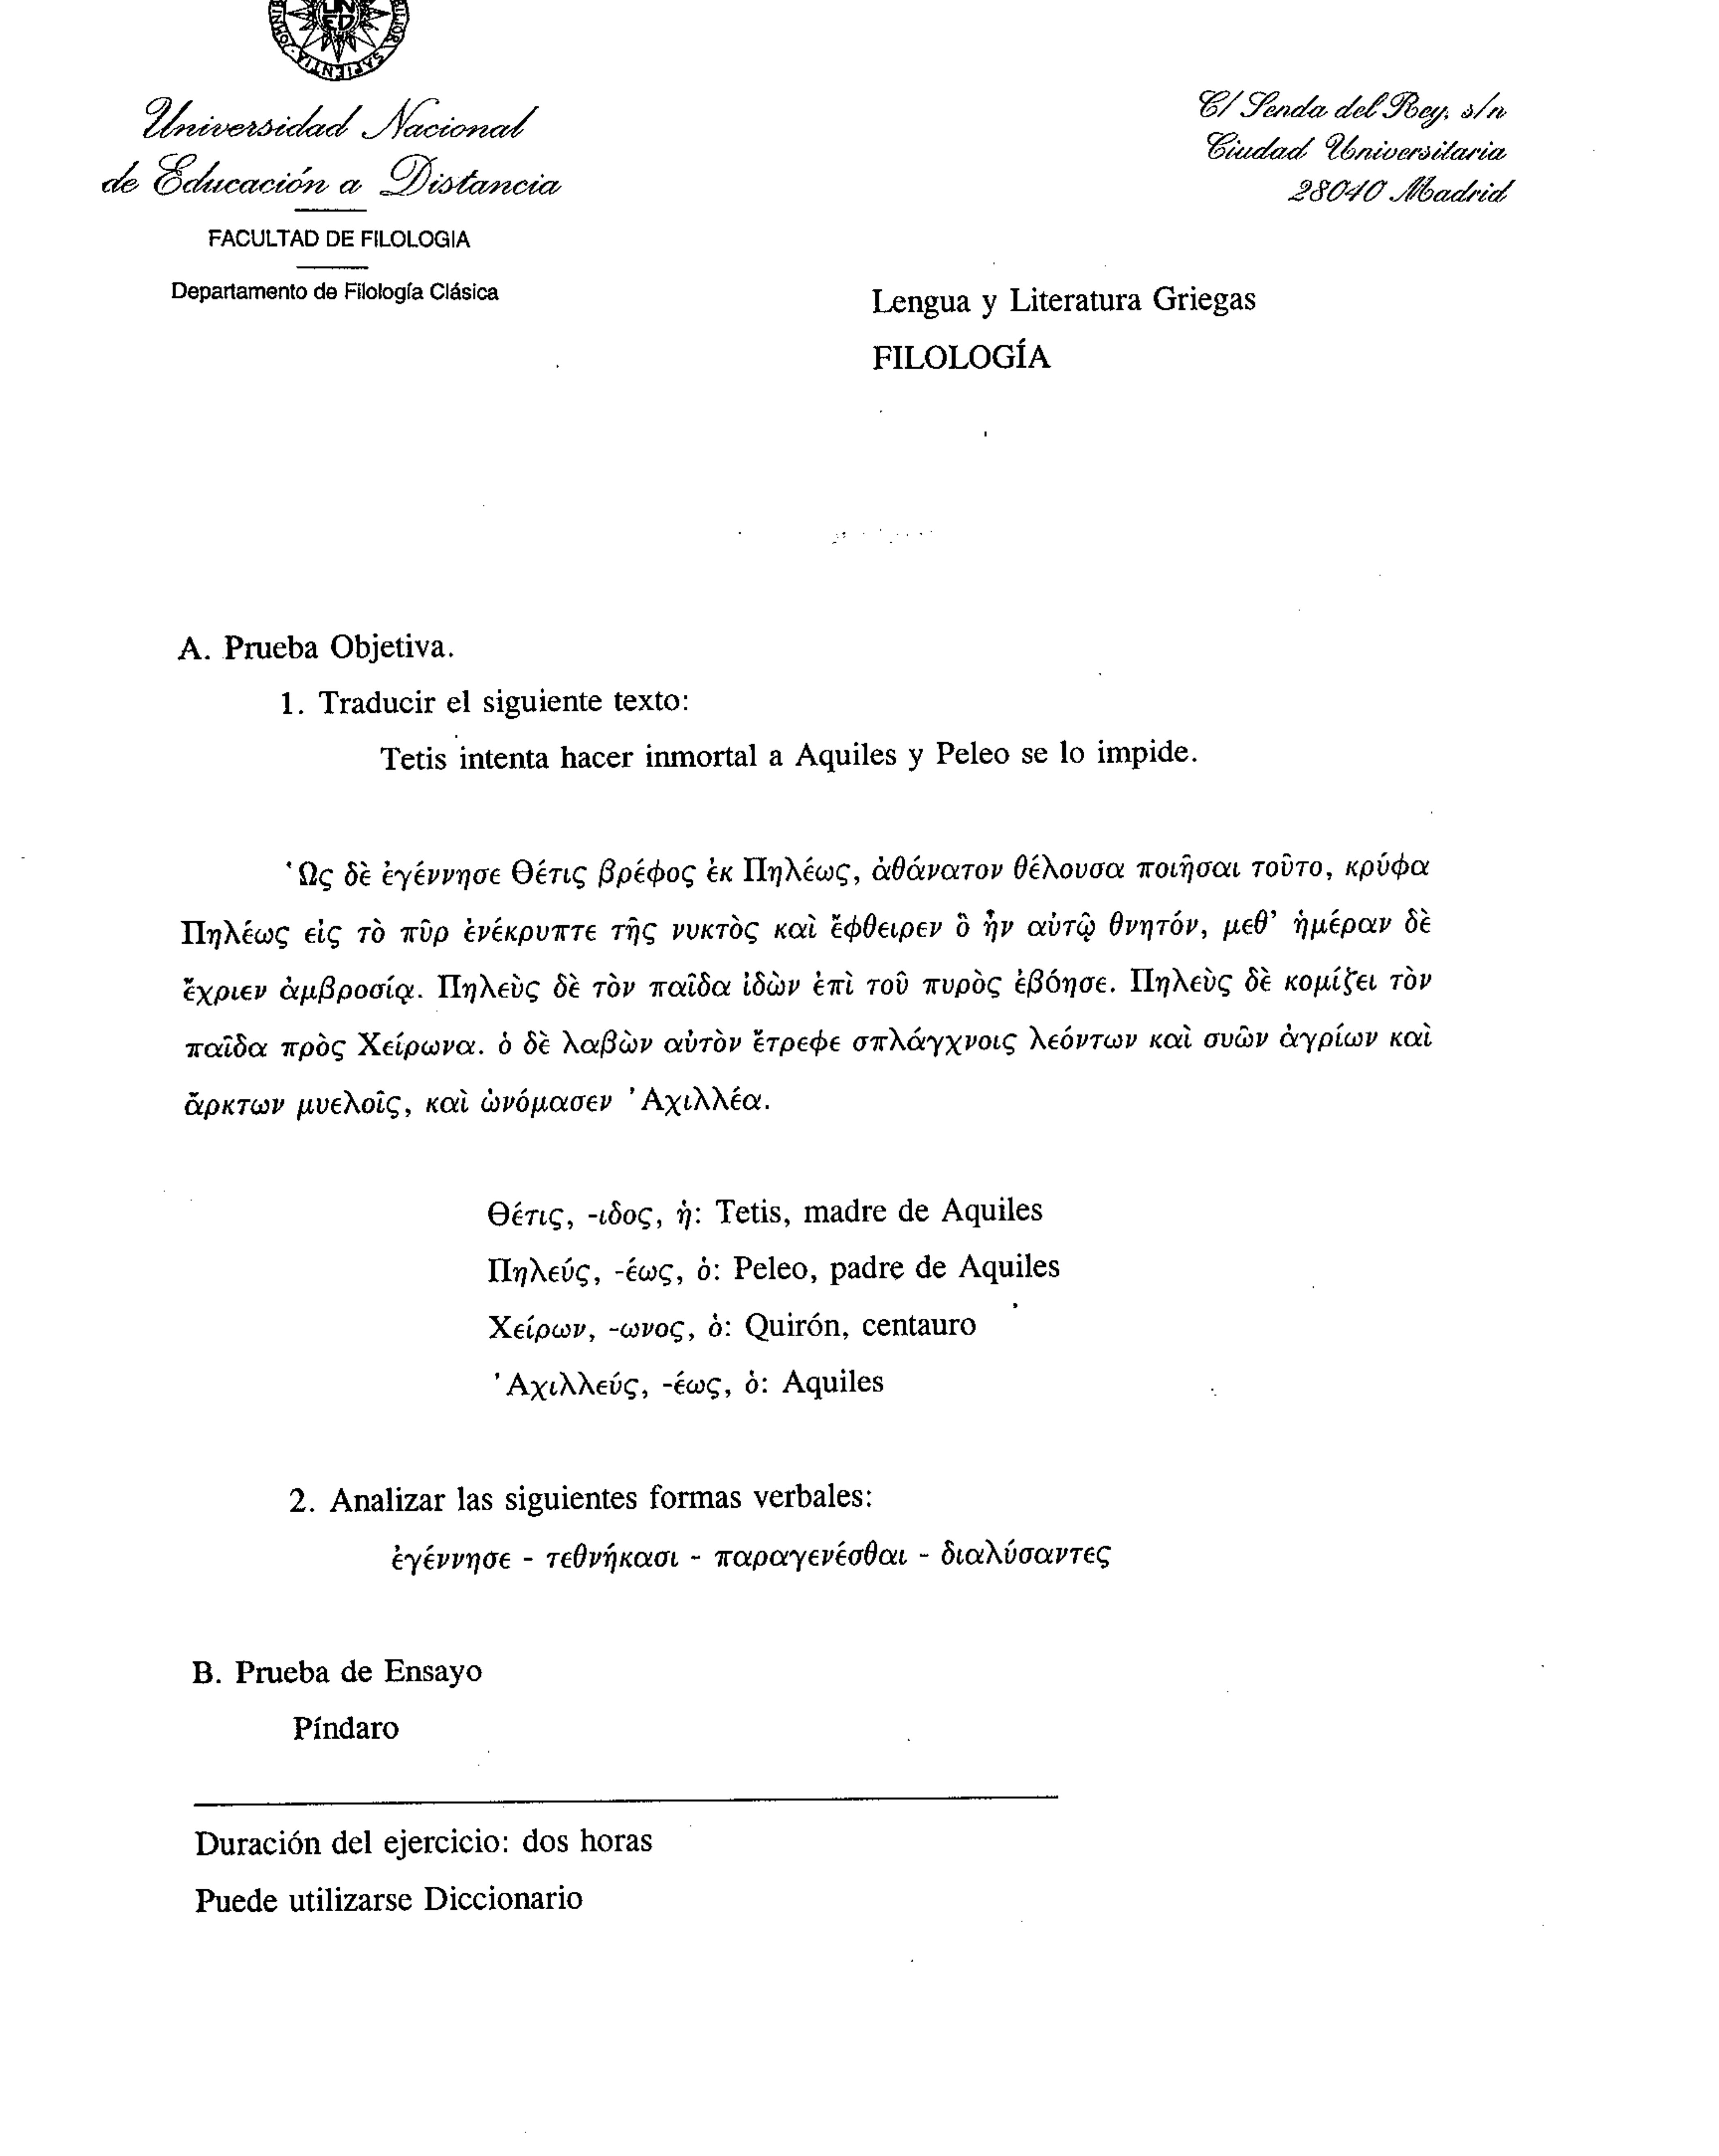 UNED
SAPIENTIA
Universidad Nacional
de Educación a Distancia
FACULTAD DE FILOLOGIA
Departamento de Filología Clásica
C/ Senda del Rey, s/n
Ciudad Universitaria
28040 Madrid
Lengua y Literatura Griegas
FILOLOGÍA
A. Prueba Objetiva.
1. Traducir el siguiente texto:
Tetis intenta hacer inmortal a Aquiles y Peleo se lo impide.
Ὡς δὲ ἐγέννησε Θέτις βρέφος ἐκ Πηλέως, ἀθάνατον θέλουσα ποιῆσαι τοῦτο, κρύφα
Πηλέως εἰς τὸ πῦρ ἐνέκρυπτε τῆς νυκτὸς καὶ ἔφθειρεν ὃ ἦν αὐτῷ θνητόν, μεθ’ ἡμέραν δὲ
ἔχριεν ἀμβροσίᾳ. Πηλεὺς δὲ τὸν παῖδα ἰδὼν ἐπὶ τοῦ πυρὸς ἐβόησε. Πηλεὺς δὲ κομίζει τὸν
παῖδα πρὸς Χείρωνα. ὁ δὲ λαβὼν αὐτὸν ἔτρεφε σπλάγχνοις λεόντων καὶ συῶν ἀγρίων καὶ
ἄρκτων μυελοῖς, καὶ ὠνόμασεν Ἀχιλλέα.
Θέτις, -ιδος, ἡ: Tetis, madre de Aquiles
Πηλεύς, -έως, ὁ: Peleo, padre de Aquiles
Χείρων, -ωνος, ὁ: Quirón, centauro
Ἀχιλλεύς, -έως, ὁ: Aquiles
2. Analizar las siguientes formas verbales:
ἐγέννησε - τεθνήκασι - παραγενέσθαι - διαλύσαντες
B. Prueba de Ensayo
Píndaro
Duración del ejercicio: dos horas
Puede utilizarse Diccionario